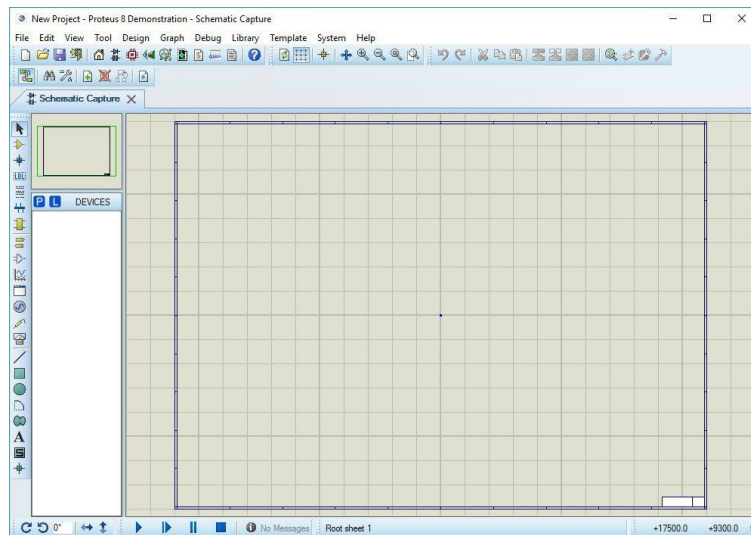 New Project - Proteus 8 Demonstration - Schematic Capture
File Edit View Tool Design Graph Debug Library Template System Help
Schematic Capture
LBL
P L DEVICES
A
S
0°
No Messages
Root sheet 1
+17500.0 +9300.0